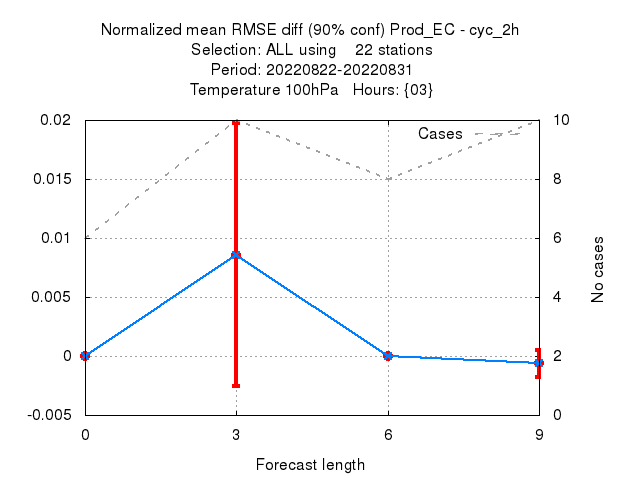 Normalized mean RMSE diff (90% conf) Prod_EC - cyc_2h
Selection: ALL using    22 stations
Period: 20220822-20220831
Temperature 100hPa   Hours: {03}
0.02
0.015
0.01
0.005
0
-0.005
Cases
10
8
6
4
2
0
No cases
0
3
6
9
Forecast length